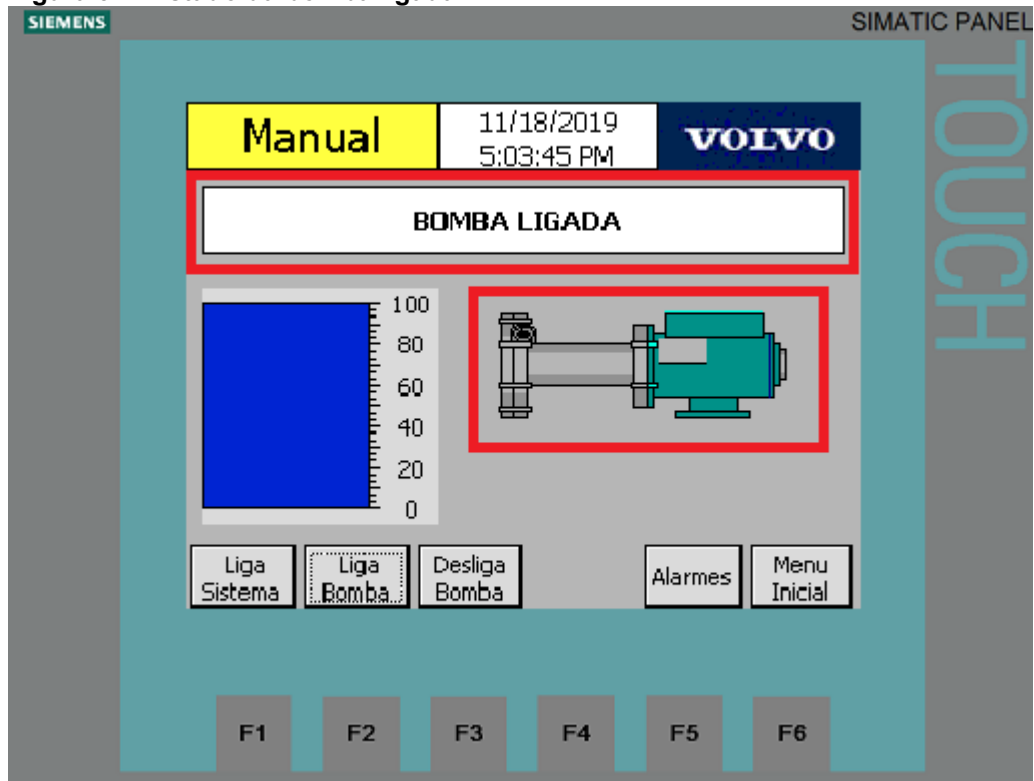 SIEMENS
SIMATIC PANEL
TOUCH
Manual
11/18/2019
5:03:45 PM
VOLVO
BOMBA LIGADA
100
80
60
40
20
0
Liga
Sistema
Liga
Bomba
Desliga
Bomba
Alarmes
Menu
Inicial
F1 F2 F3 F4 F5 F6